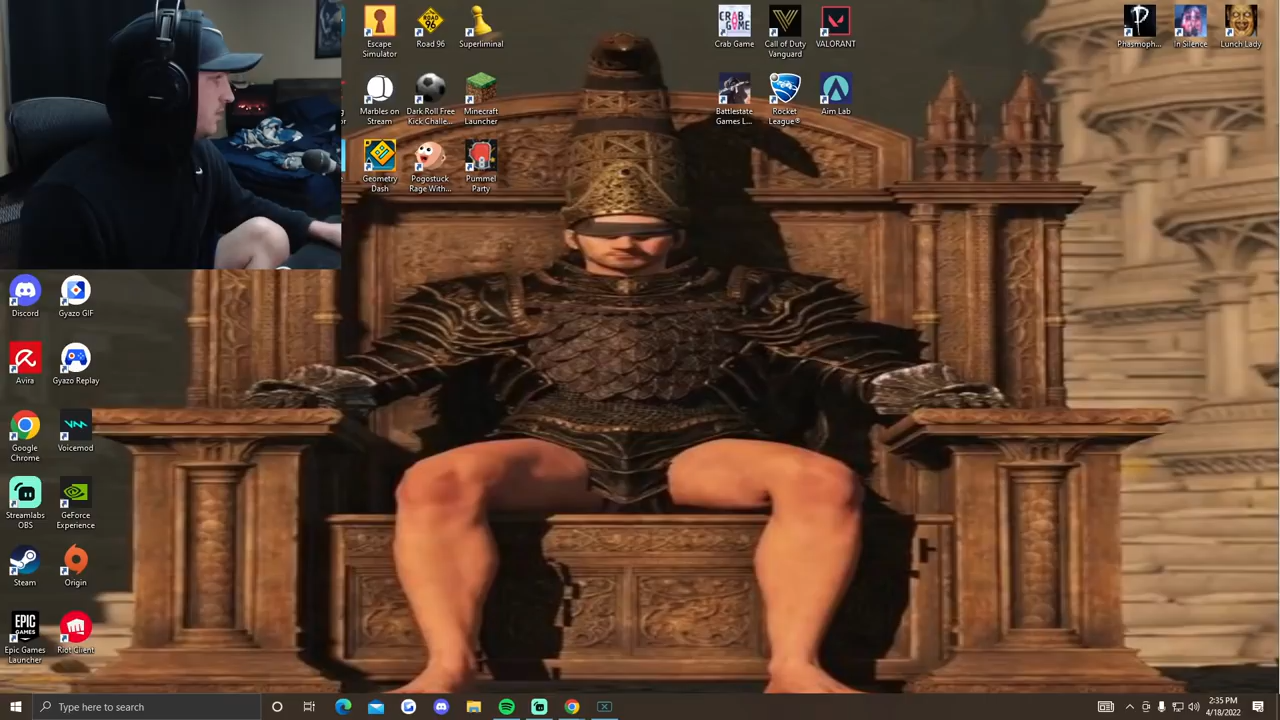 Escape
Simulator
Road 96
Superliminal
Crab Game
Call of Duty
Vanguard
VALORANT
Phasmoph...
In Silence
Lunch Lady
Marbles on
Stream
Dark Roll Free
Kick Challe...
Minecraft
Launcher
Battlestate
Games L...
Rocket
League®
Aim Lab
Geometry
Dash
Pogostuck
Rage With...
Pummel
Party
Discord
Gyazo GIF
Avira
Gyazo Replay
Google
Chrome
Voicemod
Streamlabs
OBS
GeForce
Experience
Steam
Origin
EPIC
GAMES
Epic Games
Launcher
Riot Client
Type here to search
2:35 PM
4/18/2022